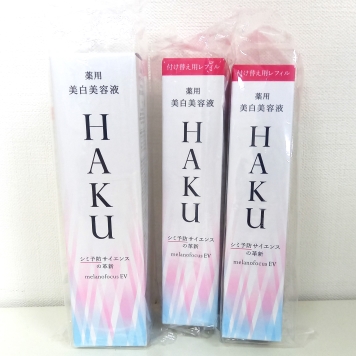 薬用
美白美容液
HAKU
シミ予防サイエンス
の革新
melanofocus EV
付け替え用レフィル
薬用
美白美容液
HAKU
シミ予防サイエンス
の革新
melanofocus EV
付け替え用レフィル
薬用
美白美容液
HAKU
シミ予防サイエンス
の革新
melanofocus EV